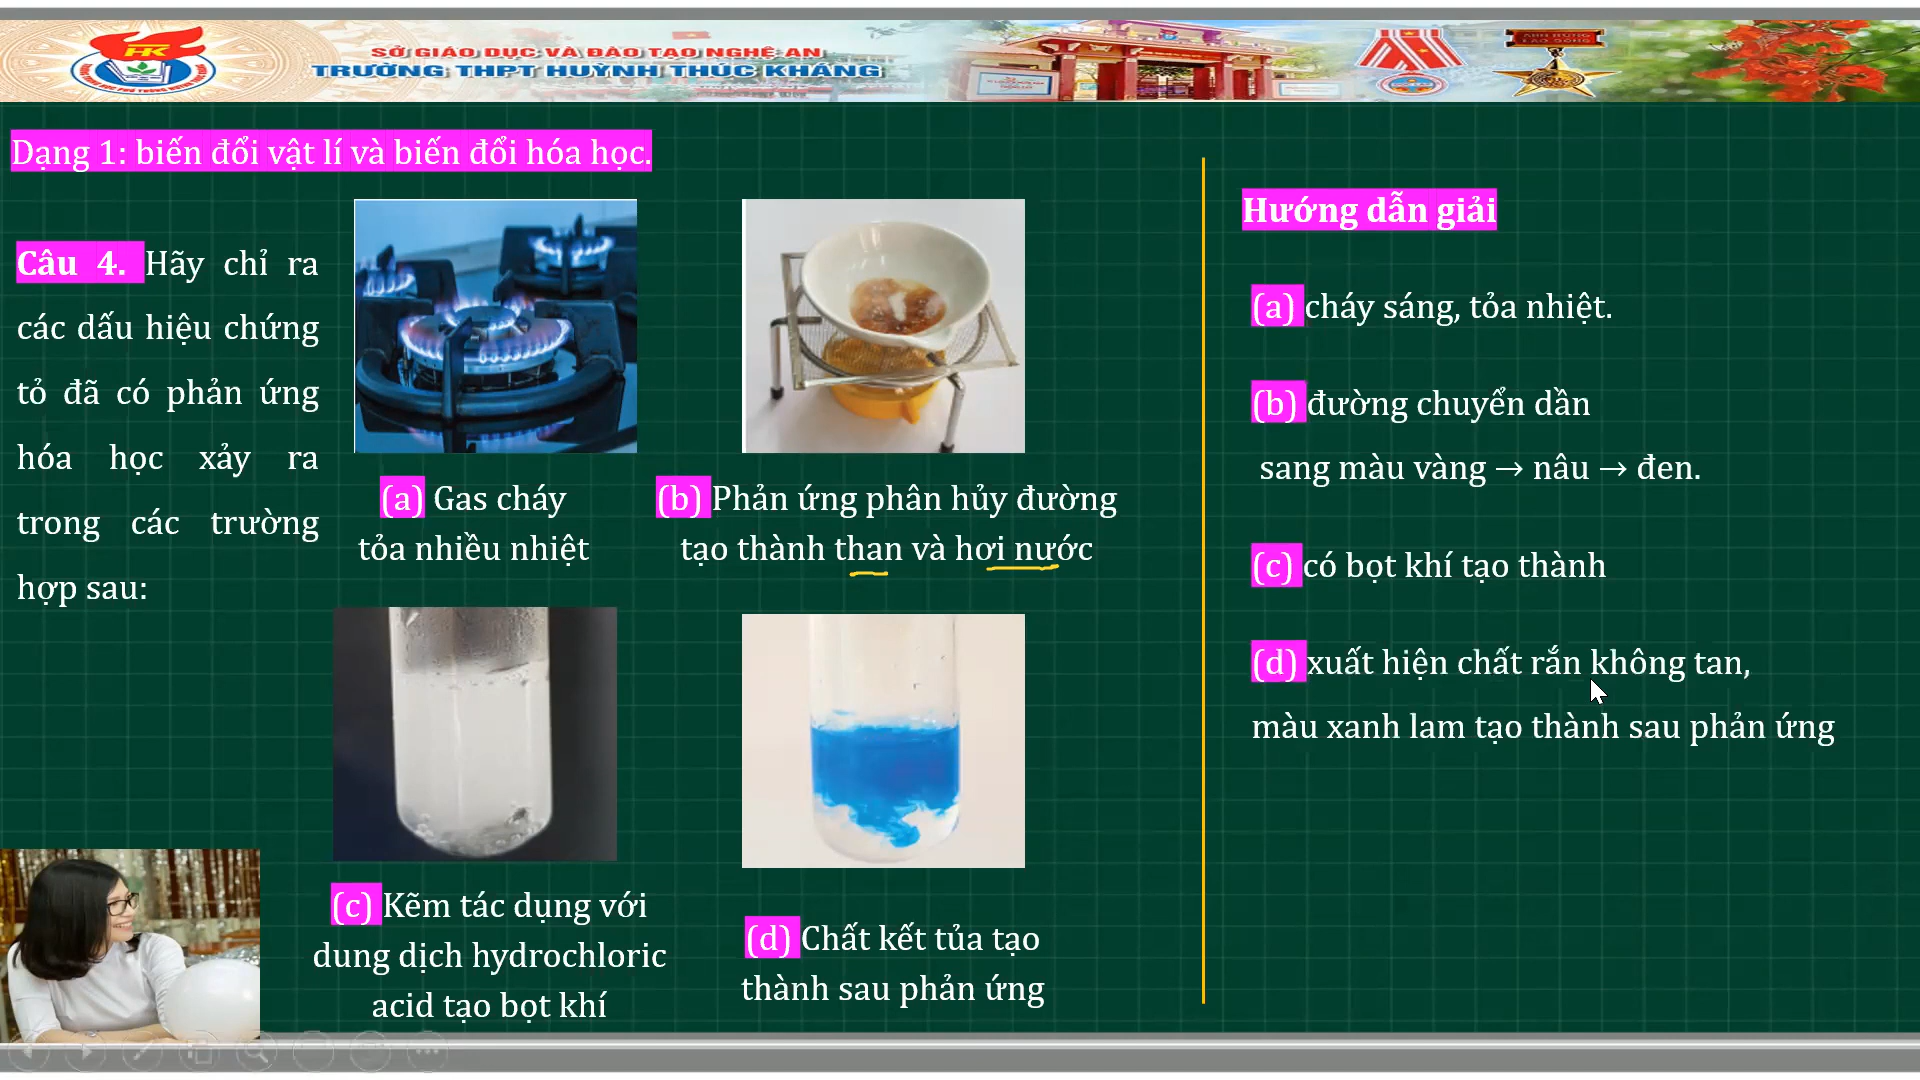 HK
SỞ GIÁO DỤC VÀ ĐÀO TẠO NGHỆ AN
TRƯỜNG THPT HUỲNH THÚC KHÁNG
Dạng 1: biến đổi vật lí và biến đổi hóa học.
Câu 4. Hãy chỉ ra
các dấu hiệu chứng
tỏ đã có phản ứng
hóa học xảy ra
trong các trường
hợp sau:
(a) Gas cháy
tỏa nhiều nhiệt
(b) Phản ứng phân hủy đường
tạo thành than và hơi nước
(c) Kẽm tác dụng với
dung dịch hydrochloric
acid tạo bọt khí
(d) Chất kết tủa tạo
thành sau phản ứng
Hướng dẫn giải
(a) cháy sáng, tỏa nhiệt.
(b) đường chuyển dần
sang màu vàng → nâu → đen.
(c) có bọt khí tạo thành
(d) xuất hiện chất rắn không tan,
màu xanh lam tạo thành sau phản ứng